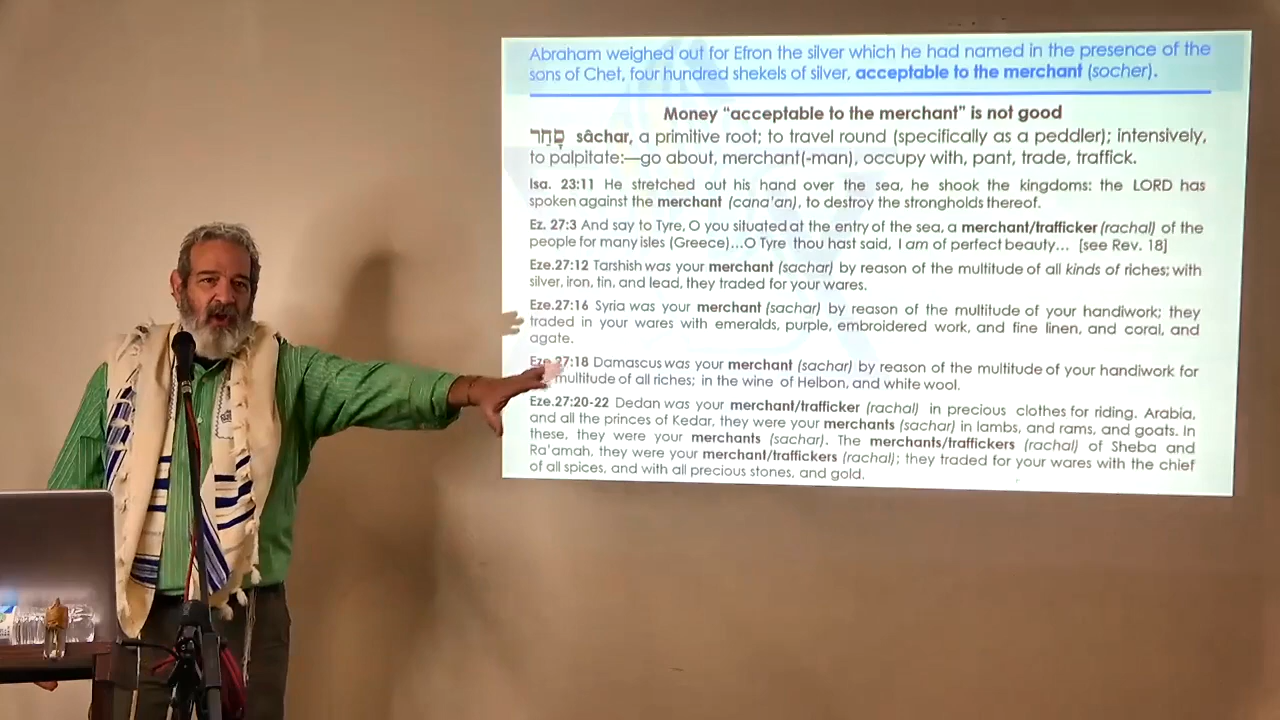 Abraham weighed out for Efron the silver which he had named in the presence of the
sons of Chet, four hundred shekels of silver, acceptable to the merchant (socher).
Money “acceptable to the merchant” is not good
סָחַר sâchar, a primitive root; to travel round (specifically as a peddler); intensively,
to palpitate:—go about, merchant(-man), occupy with, pant, trade, traffick.
Isa. 23:11 He stretched out his hand over the sea, he shook the kingdoms: the LORD has
spoken against the merchant (cana'an), to destroy the strongholds thereof.
Ez. 27:3 And say to Tyre, O you situated at the entry of the sea, a merchant/trafficker (rachal) of the
people for many isles (Greece)…O Tyre thou hast said, I am of perfect beauty… [see Rev. 18]
Eze.27:12 Tarshish was your merchant (sachar) by reason of the multitude of all kinds of riches; with
silver, iron, tin, and lead, they traded for your wares.
Eze.27:16 Syria was your merchant (sachar) by reason of the multitude of your handiwork; they
traded in your wares with emeralds, purple, embroidered work, and fine linen, and coral, and
agate.
Eze.27:18 Damascus was your merchant (sachar) by reason of the multitude of your handiwork for
multitude of all riches; in the wine of Helbon, and white wool.
Eze.27:20-22 Dedan was your merchant/trafficker (rachal) in precious clothes for riding. Arabia,
and all the princes of Kedar, they were your merchants (sachar) in lambs, and rams, and goats. In
these, they were your merchants (sachar). The merchants/traffickers (rachal) of Sheba and
Ra'amah, they were your merchant/traffickers (rachal); they traded for your wares with the chief
of all spices, and with all precious stones, and gold.